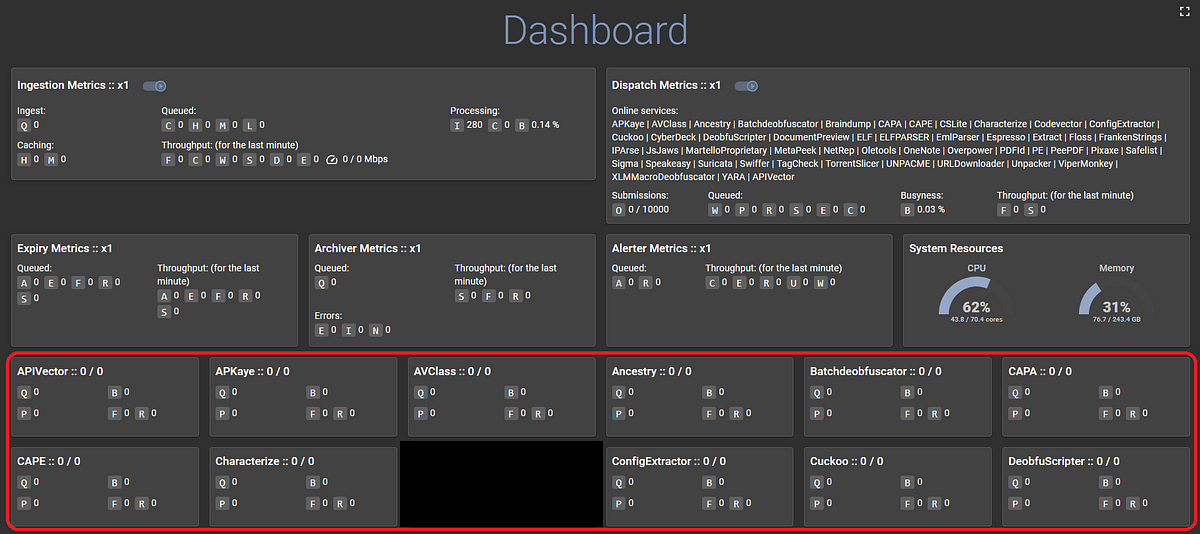 Dashboard
Ingestion Metrics :: x1
Ingest:
Q 0
Queued:
C 0 H 0 M 0 L 0
Processing:
I 280 C 0 B 0.14 %
Caching:
H 0 M 0
Throughput: (for the last minute)
F 0 C 0 W 0 S 0 D 0 E 0 0 / 0 Mbps
Dispatch Metrics :: x1
Online services:
APKaye | AVClass | Ancestry | Batchdeobfuscator | Braindump | CAPA | CAPE | CSLite | Characterize | Codevector | ConfigExtractor |
Cuckoo | CyberDeck | DeobfuScripter | DocumentPreview | ELF | ELFPARSER | EmlParser | Espresso | Extract | Floss | FrankenStrings |
IPArse | JsJaws | MartelloProprietary | MetaPeek | NetRep | Oletools | OneNote | Overpower | PDFId | PE | PeePDF | Pixaxe | Safelist |
Sigma | Speakeasy | Suricata | Swiffer | TagCheck | TorrentSlicer | UNPACME | URLDownloader | Unpacker | ViperMonkey |
XLMMacroDeobfuscator | YARA | APIVector
Submissions:
O 0 / 10000
Queued:
W 0 P 0 R 0 S 0 E 0 C 0
Busyness:
B 0.03 %
Throughput: (for the last minute)
F 0 S 0
Expiry Metrics :: x1
Queued:
A 0 E 0 F 0 R 0
S 0
Throughput: (for the last
minute)
A 0 E 0 F 0 R 0
S 0
Archiver Metrics :: x1
Queued:
Q 0
Throughput: (for the last
minute)
S 0 F 0 R 0
Errors:
E 0 I 0 N 0
Alerter Metrics :: x1
Queued:
A 0 R 0
Throughput: (for the last minute)
C 0 E 0 R 0 U 0 W 0
System Resources
CPU
62%
43.8 / 70.4 cores
Memory
31%
76.7 / 243.4 GB
APIVector :: 0 / 0
Q 0 B 0
P 0 F 0 R 0
APKaye :: 0 / 0
Q 0 B 0
P 0 F 0 R 0
AVClass :: 0 / 0
Q 0 B 0
P 0 F 0 R 0
Ancestry :: 0 / 0
Q 0 B 0
P 0 F 0 R 0
Batchdeobfuscator :: 0 / 0
Q 0 B 0
P 0 F 0 R 0
CAPA :: 0 / 0
Q 0 B 0
P 0 F 0 R 0
CAPE :: 0 / 0
Q 0 B 0
P 0 F 0 R 0
Characterize :: 0 / 0
Q 0 B 0
P 0 F 0 R 0
ConfigExtractor :: 0 / 0
Q 0 B 0
P 0 F 0 R 0
Cuckoo :: 0 / 0
Q 0 B 0
P 0 F 0 R 0
DeobfuScripter :: 0 / 0
Q 0 B 0
P 0 F 0 R 0